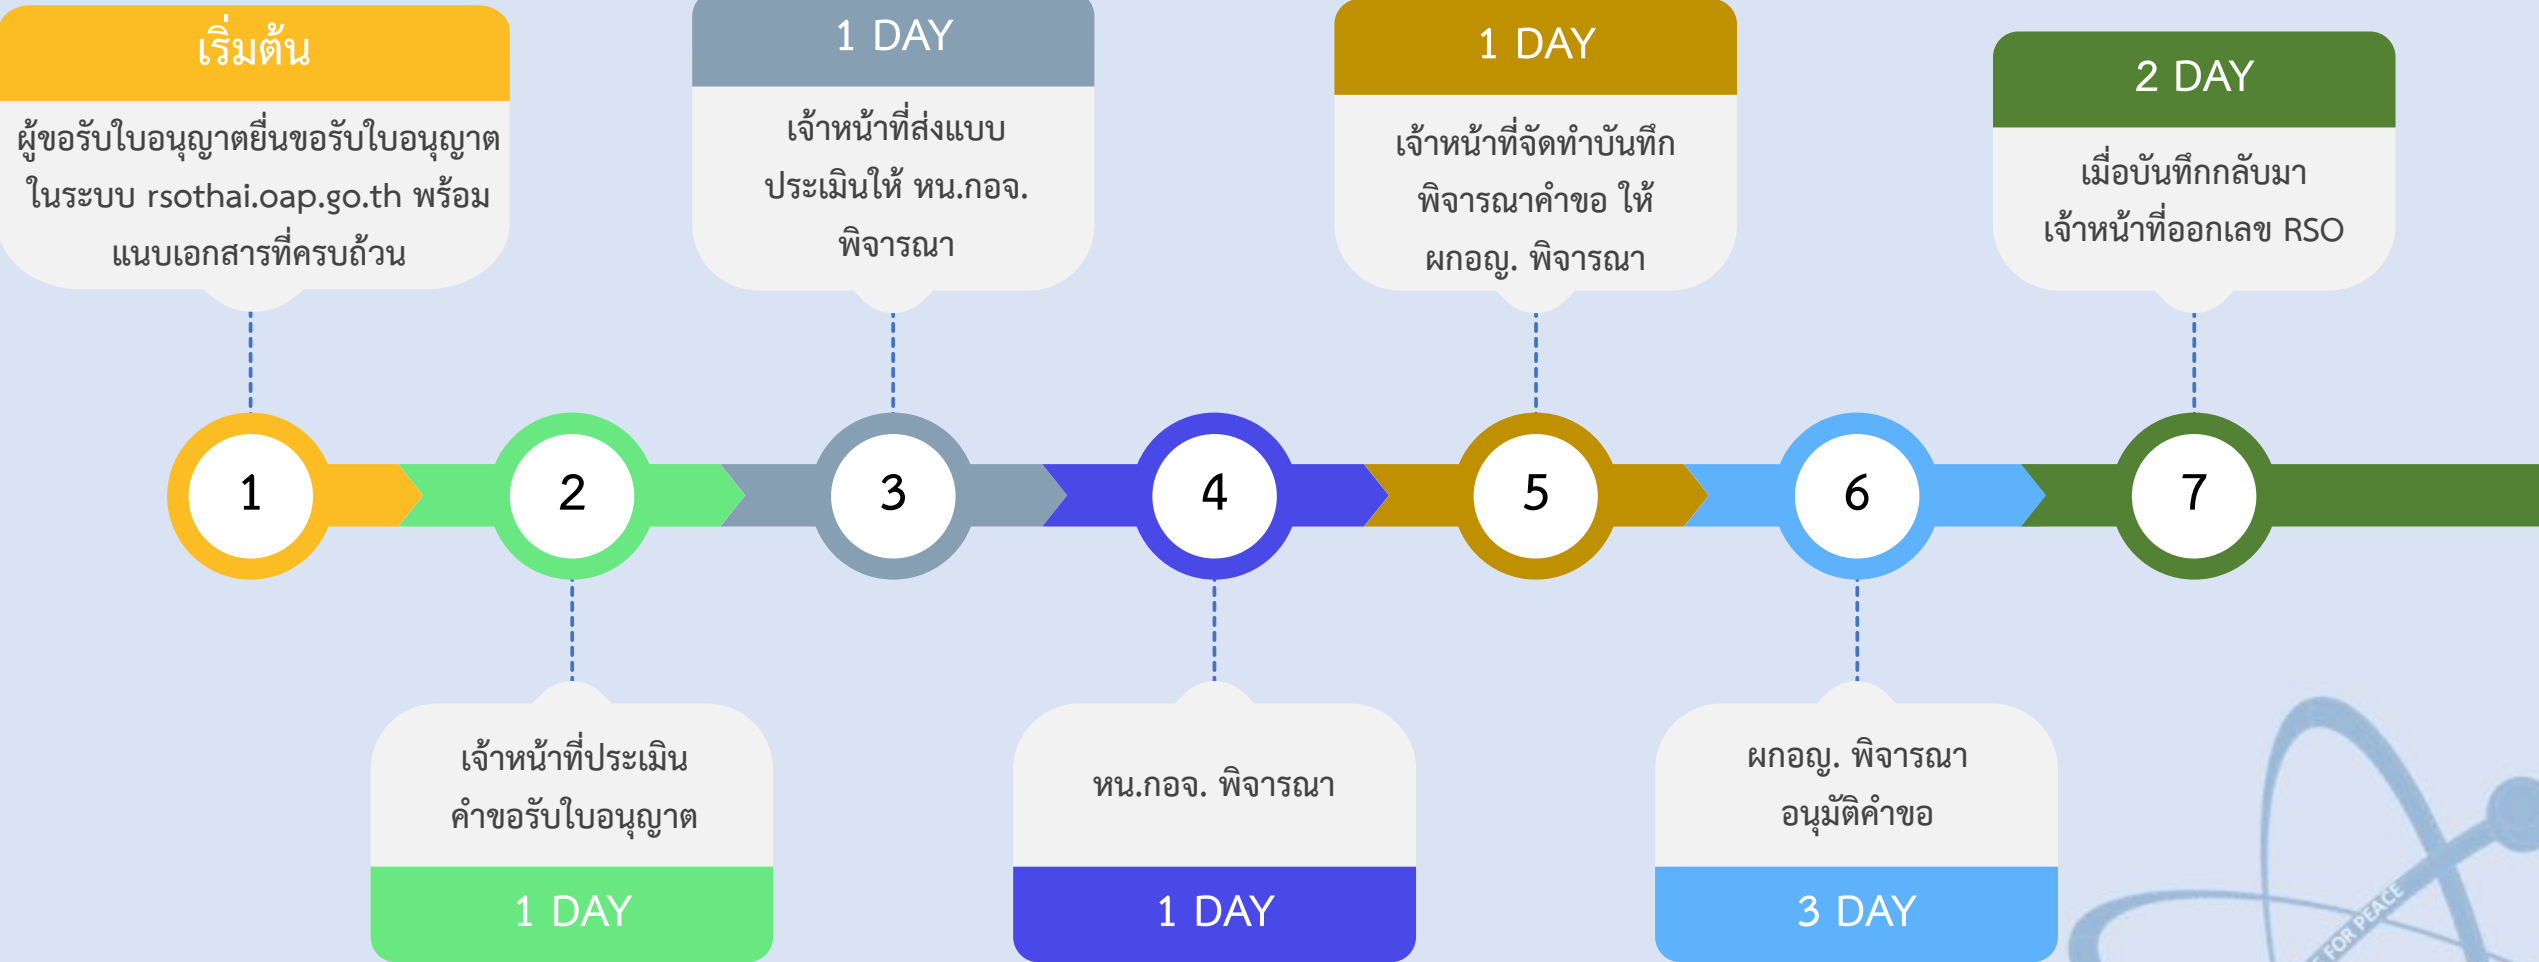 เริ่มต้น
ผู้ขอรับใบอนุญาตยื่นขอรับใบอนุญาต
ในระบบ rsothai.oap.go.th พร้อม
แนบเอกสารที่ครบถ้วน
1 DAY
เจ้าหน้าที่ส่งแบบ
ประเมินให้ หน.กอจ.
พิจารณา
1 DAY
เจ้าหน้าที่จัดทำบันทึก
พิจารณาคำขอ ให้
ผกอญ. พิจารณา
2 DAY
เมื่อบันทึกกลับมา
เจ้าหน้าที่ออกเลข RSO
1
2
3
4
5
6
7
เจ้าหน้าที่ประเมิน
คำขอรับใบอนุญาต
1 DAY
หน.กอจ. พิจารณา
1 DAY
ผกอญ. พิจารณา
อนุมัติคำขอ
3 DAY
FOR PEACE